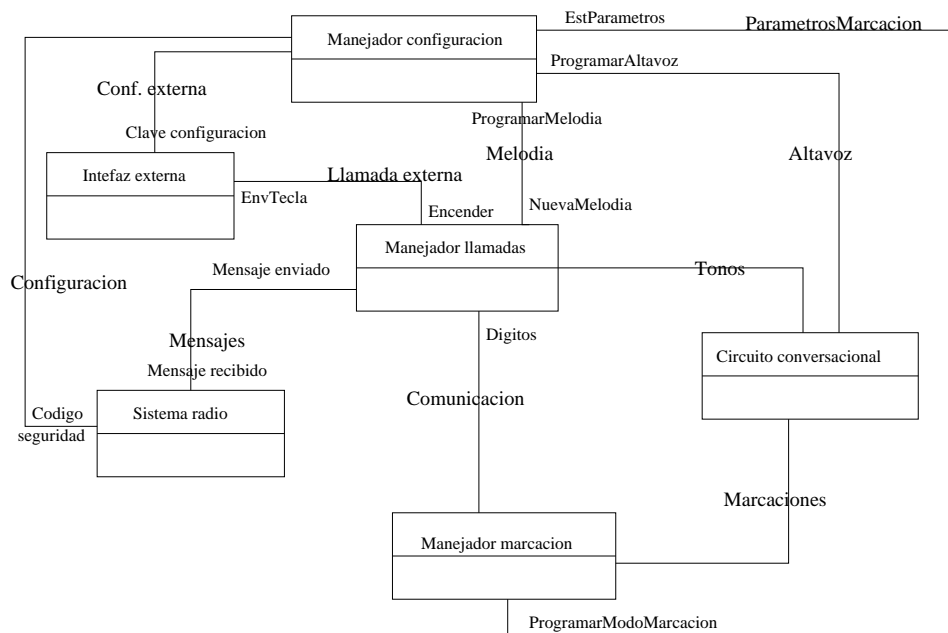 EstParametros
ParametrosMarcacion
Manejador configuracion
ProgramarAltavoz
Conf. externa
ProgramarMelodia
Clave configuracion
Melodia
Altavoz
Intefaz externa
Llamada externa
EnvTecla
Encender
NuevaMelodia
Manejador llamadas
Mensaje enviado
Tonos
Configuracion
Digitos
Mensajes
Circuito conversacional
Mensaje recibido
Comunicacion
Codigo
seguridad
Sistema radio
Marcaciones
Manejador marcacion
ProgramarModoMarcacion